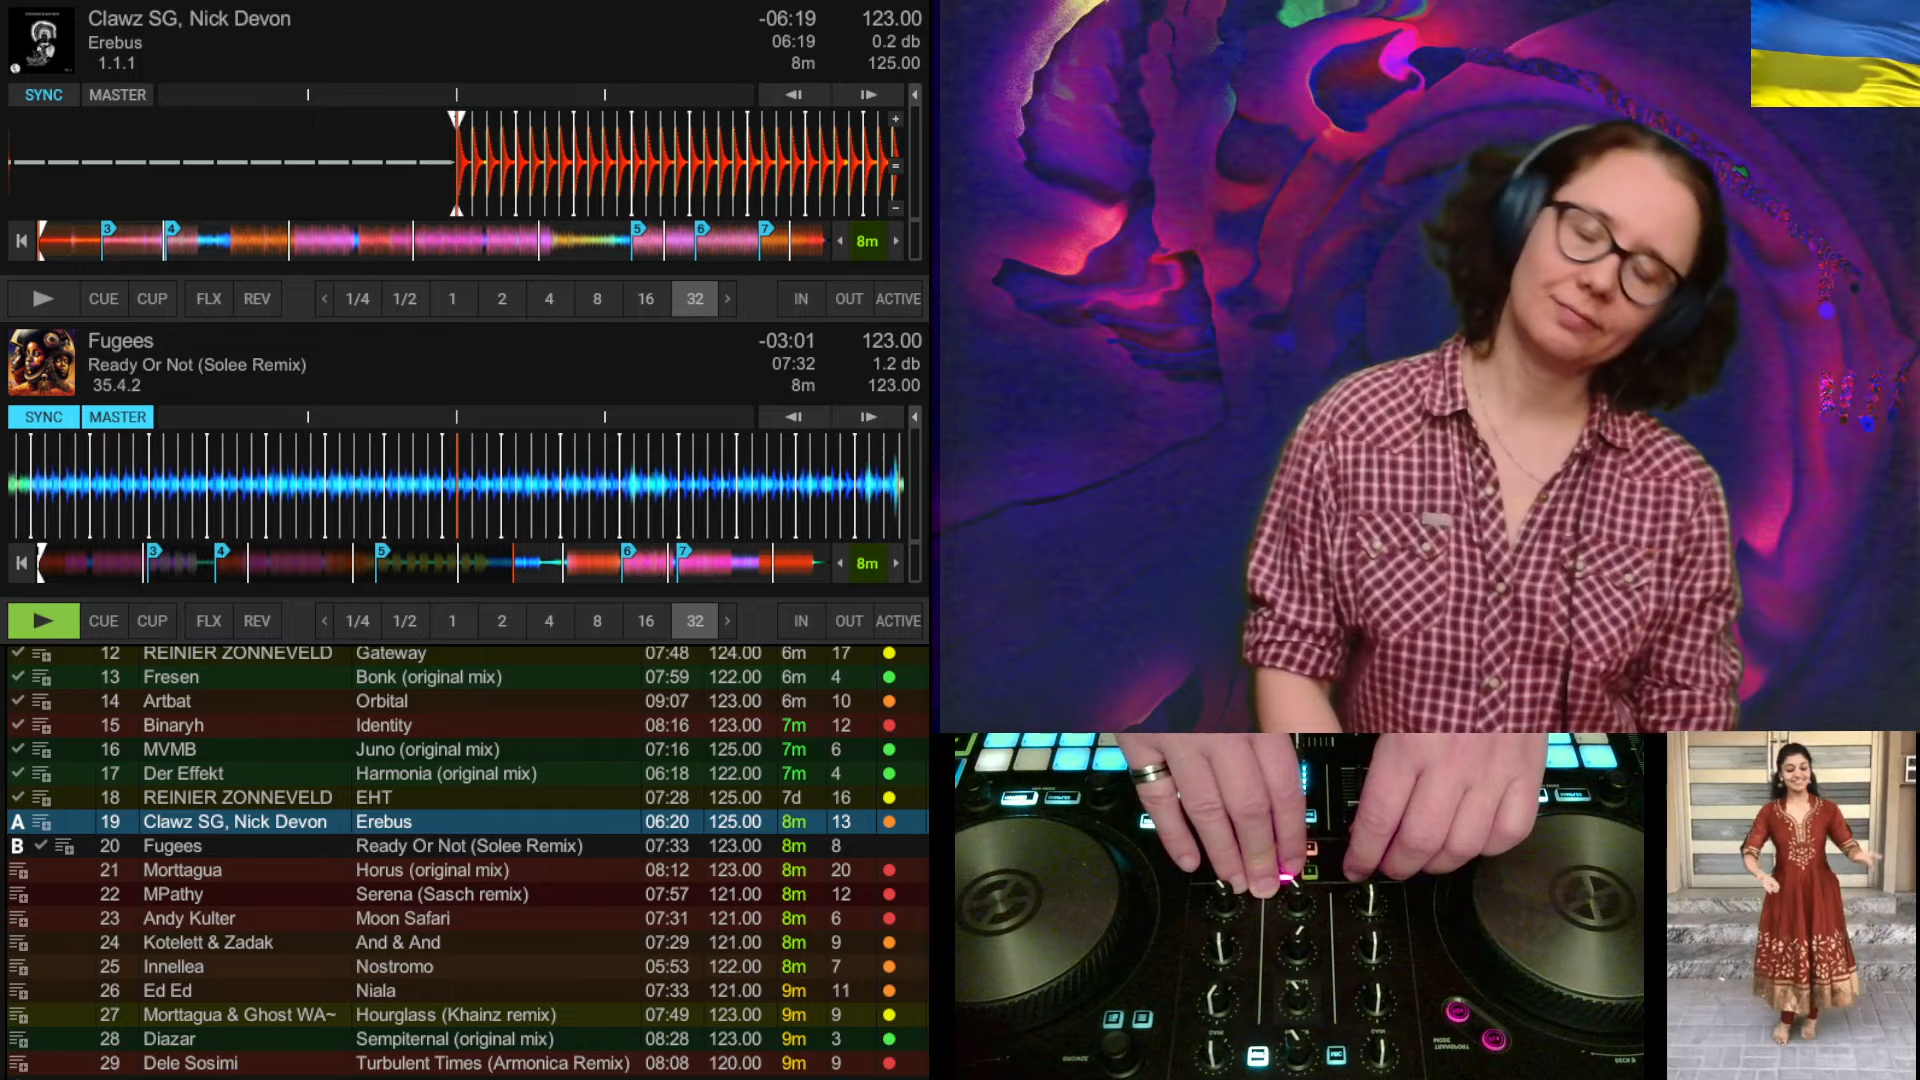 Clawz SG, Nick Devon -06:19 123.00
Erebus 06:19 0.2 db
1.1.1 8m 125.00
SYNC MASTER
3 4 5 6 7 8m
CUE CUP FLX REV 1/4 1/2 1 2 4 8 16 32 IN OUT ACTIVE
Fugees -03:01 123.00
Ready Or Not (Solee Remix) 07:32 1.2 db
35.4.2 8m 123.00
SYNC MASTER
3 4 5 6 7 8m
CUE CUP FLX REV 1/4 1/2 1 2 4 8 16 32 IN OUT ACTIVE
12 REINIER ZONNEVELD Gateway 07:48 124.00 6m 17
13 Fresen Bonk (original mix) 07:59 122.00 6m 4
14 Artbat Orbital 09:07 123.00 6m 10
15 Binaryh Identity 08:16 123.00 7m 12
16 MVMB Juno (original mix) 07:16 125.00 7m 6
17 Der Effekt Harmonia (original mix) 06:18 122.00 7m 4
18 REINIER ZONNEVELD EHT 07:28 125.00 7d 16
A 19 Clawz SG, Nick Devon Erebus 06:20 125.00 8m 13
B 20 Fugees Ready Or Not (Solee Remix) 07:33 123.00 8m 8
21 Morttagua Horus (original mix) 08:12 123.00 8m 20
22 MPathy Serena (Sasch remix) 07:57 121.00 8m 12
23 Andy Kulter Moon Safari 07:31 121.00 8m 6
24 Kotelett & Zadak And & And 07:29 121.00 8m 9
25 Innellea Nostromo 05:53 122.00 8m 7
26 Ed Ed Niala 07:33 121.00 9m 11
27 Morttagua & Ghost WA~ Hourglass (Khainz remix) 07:49 123.00 9m 9
28 Diazar Sempiternal (original mix) 08:28 123.00 9m 3
29 Dele Sosimi Turbulent Times (Armonica Remix) 08:08 120.00 9m 9